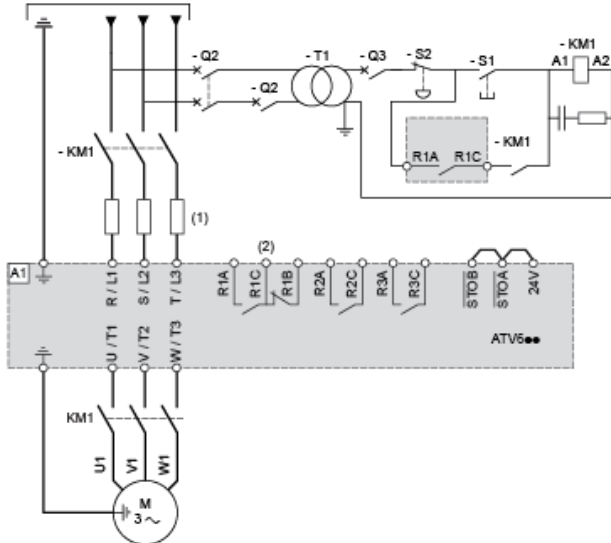 - Q2
- T1
- Q3
- S2
- S1
- KM1
A1
A2
- Q2
- KM1
R1A
R1C
- KM1
(1)
(2)
A1
R / L1
S / L2
T / L3
R1A
R1C
R1B
R2A
R2C
R3A
R3C
STOB
STOA
24V
U / T1
V / T2
W / T3
ATV6●●
KM1
U1
V1
W1
M
3 ~